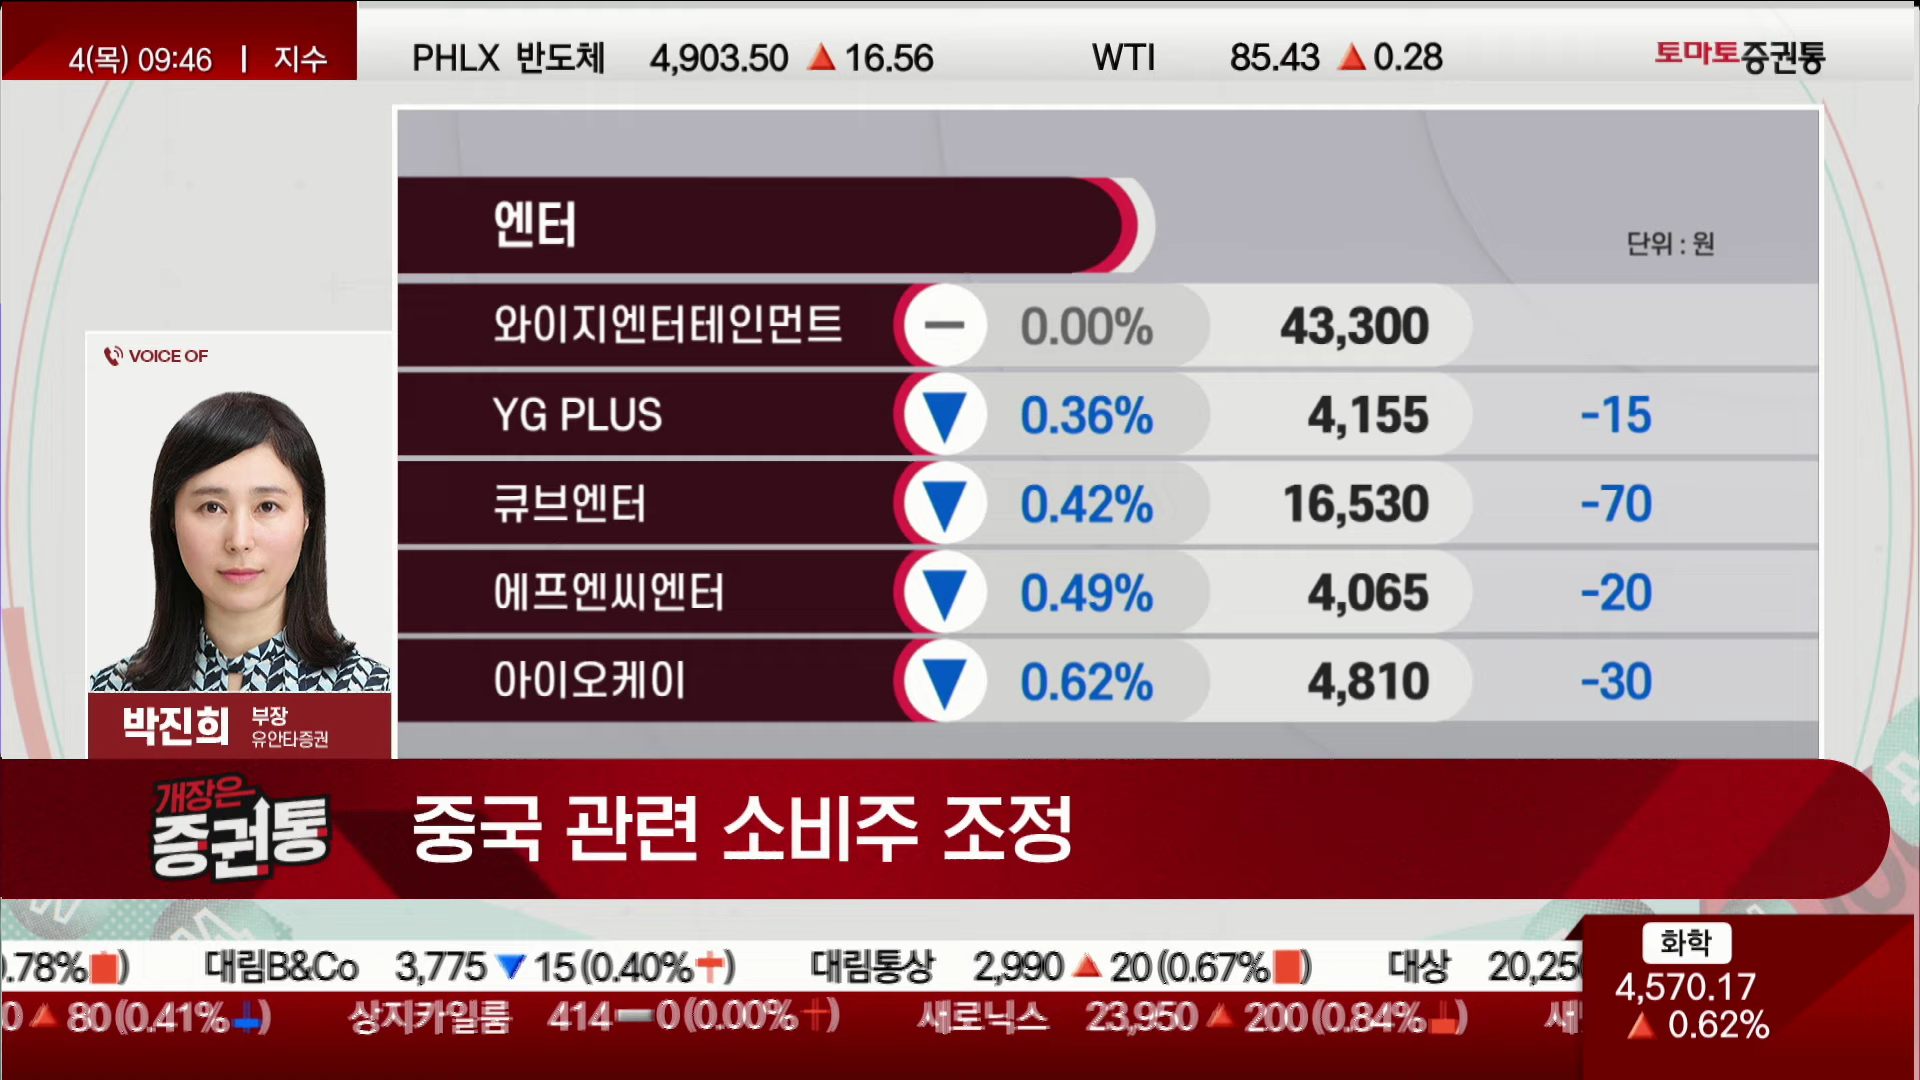 4(목) 09:46 | 지수
PHLX 반도체 4,903.50 ▲ 16.56 WTI 85.43 ▲ 0.28
토마토증권통
엔터
단위 : 원
와이지엔터테인먼트 － 0.00% 43,300
YG PLUS ▼ 0.36% 4,155 -15
큐브엔터 ▼ 0.42% 16,530 -70
에프엔씨엔터 ▼ 0.49% 4,065 -20
아이오케이 ▼ 0.62% 4,810 -30
VOICE OF
박진희 부장
유안타증권
개장은
증권통
중국 관련 소비주 조정
.78% ) 대림B&Co 3,775 ▼ 15 (0.40% ) 대림통상 2,990 ▲ 20 (0.67% ) 대상 20,25
0 ▲ 80 (0.41% ) 상지카일룸 414 － 0 (0.00% ) 새로닉스 23,950 ▲ 200 (0.84% )
화학
4,570.17
▲ 0.62%